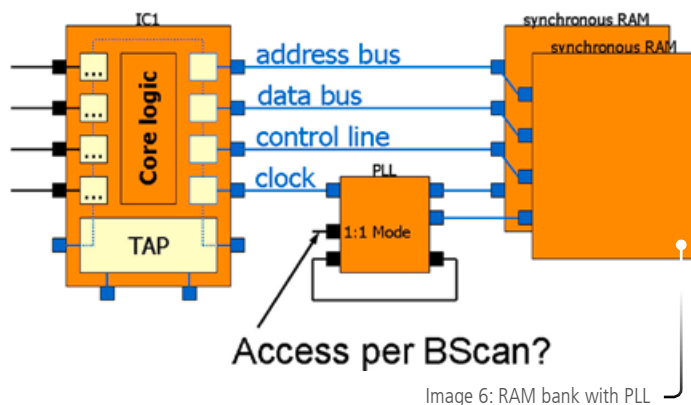 IC1
synchronous RAM
synchronous RAM
address bus
...
data bus
...
Core logic
control line
...
clock
PLL
...
1:1 Mode
TAP
Access per BScan?
Image 6: RAM bank with PLL